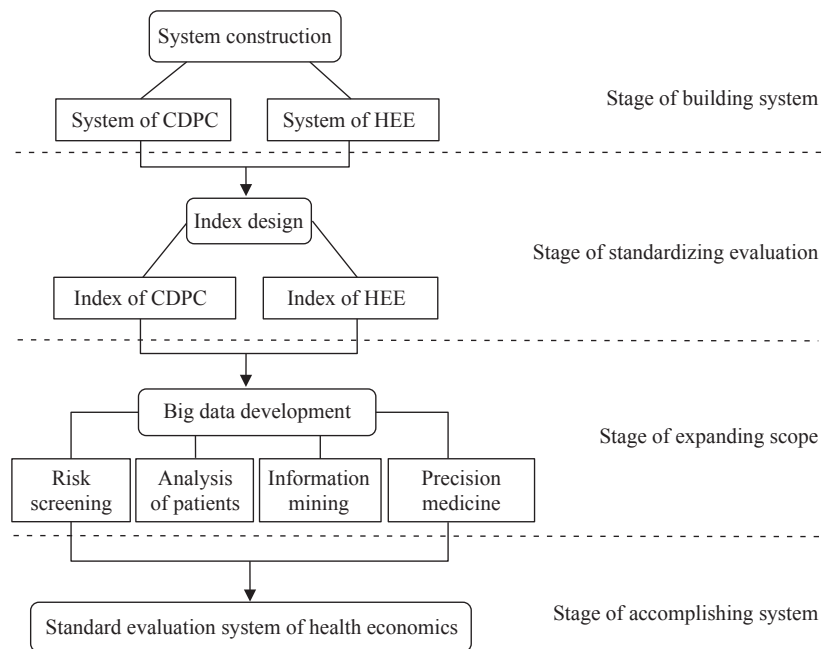 System construction
System of CDPC
System of HEE
Stage of building system
Index design
Stage of standardizing evaluation
Index of CDPC
Index of HEE
Big data development
Stage of expanding scope
Risk
screening
Analysis
of patients
Information
mining
Precision
medicine
Stage of accomplishing system
Standard evaluation system of health economics